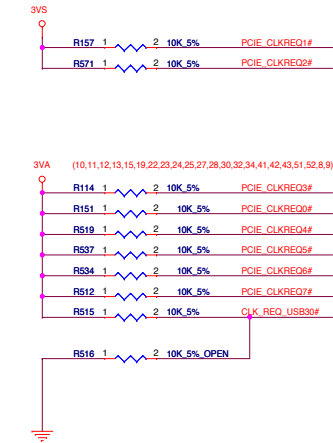 3VS
R157 1 2 10K_5% PCIE_CLKREQ1#
R571 1 2 10K_5% PCIE_CLKREQ2#
3VA (10,11,12,13,15,19,22,23,24,25,27,28,30,32,34,41,42,43,51,52,8,9)
R114 1 2 10K_5% PCIE_CLKREQ3#
R151 1 2 10K_5% PCIE_CLKREQ0#
R519 1 2 10K_5% PCIE_CLKREQ4#
R537 1 2 10K_5% PCIE_CLKREQ5#
R534 1 2 10K_5% PCIE_CLKREQ6#
R512 1 2 10K_5% PCIE_CLKREQ7#
R515 1 2 10K_5% CLK_REQ_USB30#
R516 1 2 10K_5%_OPEN